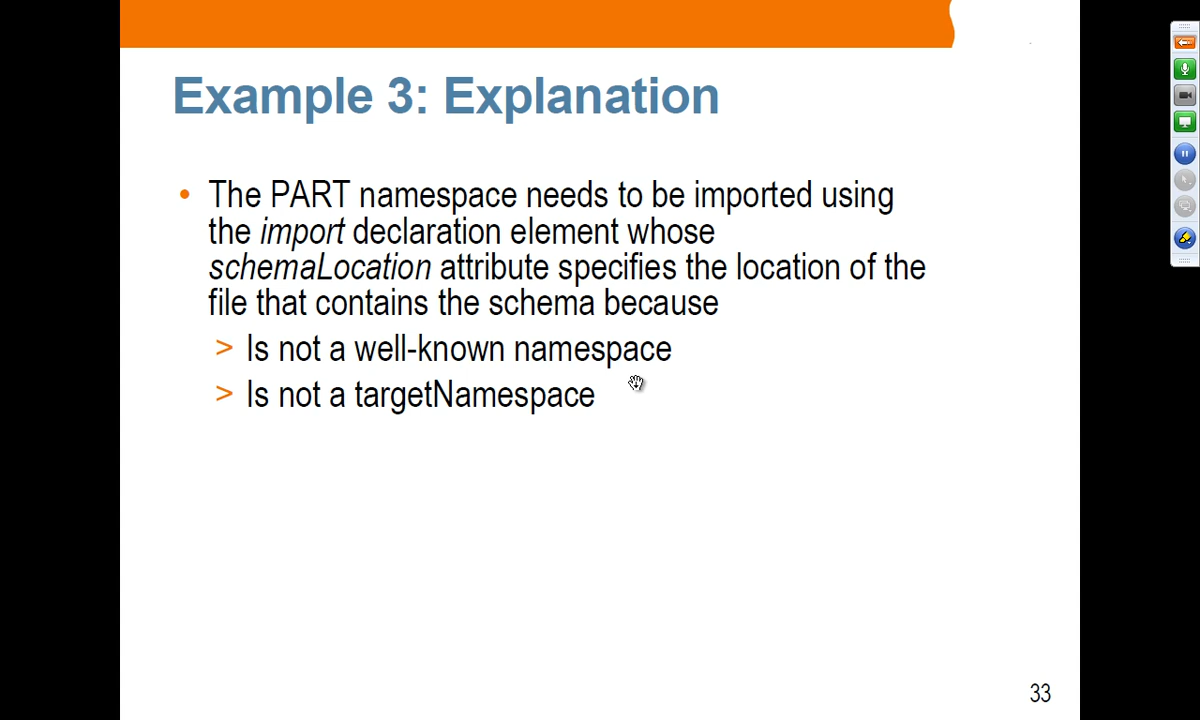 Example 3: Explanation
• The PART namespace needs to be imported using
the import declaration element whose
schemaLocation attribute specifies the location of the
file that contains the schema because
> Is not a well-known namespace
> Is not a targetNamespace
33